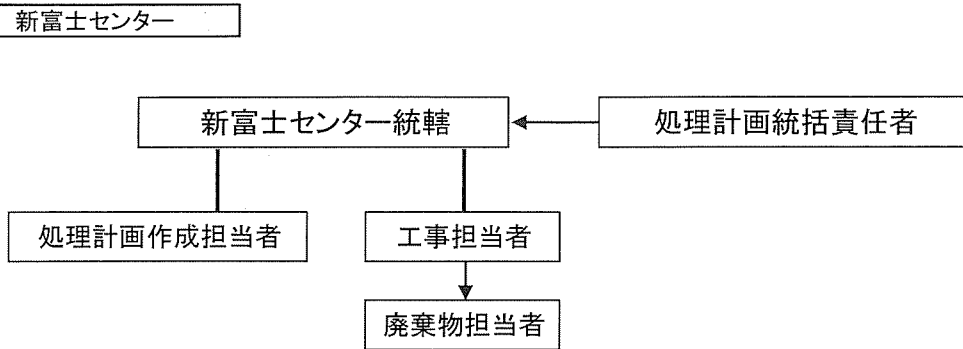 新富士センター
新富士センター統轄
処理計画統括責任者
処理計画作成担当者
工事担当者
廃棄物担当者